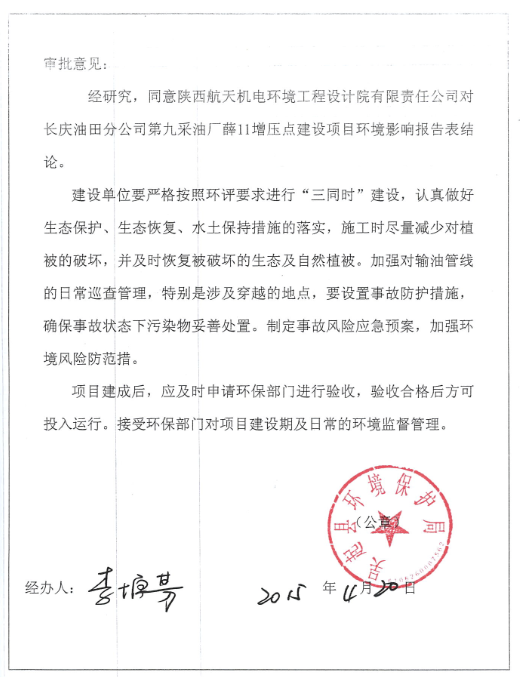 审批意见：
经研究，同意陕西航天机电环境工程设计院有限责任公司对
长庆油田分公司第九采油厂薛11增压点建设项目环境影响报告表结
论。
建设单位要严格按照环评要求进行“三同时”建设，认真做好
生态保护、生态恢复、水土保持措施的落实，施工时尽量减少对植
被的破坏，并及时恢复被破坏的生态及自然植被。加强对输油管线
的日常巡查管理，特别是涉及穿越的地点，要设置事故防护措施，
确保事故状态下污染物妥善处置。制定事故风险应急预案，加强环
境风险防范措。
项目建成后，应及时申请环保部门进行验收，验收合格后方可
投入运行。接受环保部门对项目建设期及日常的环境监督管理。
吴起县环境保护局
（公章）
经办人：李 2015 年 4 月 20 日